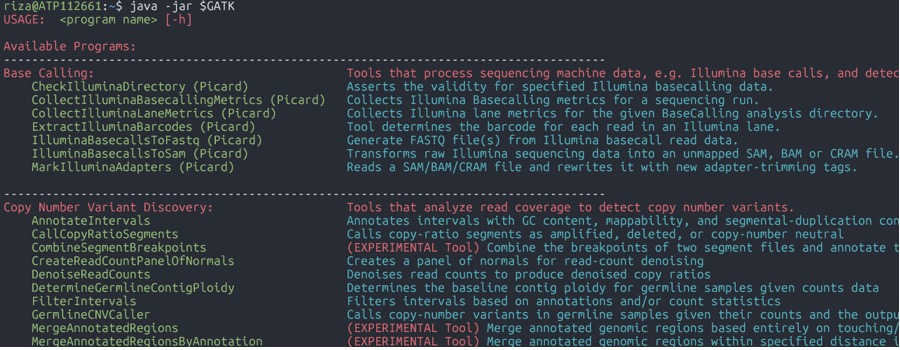 riza@ATP112661:~$ java -jar $GATK
USAGE:  <program name> [-h]
Available Programs:
--------------------------------------------------------------------------------------
Base Calling:                                    Tools that process sequencing machine data, e.g. Illumina base calls, and detec
    CheckIlluminaDirectory (Picard)              Asserts the validity for specified Illumina basecalling data.
    CollectIlluminaBasecallingMetrics (Picard)   Collects Illumina Basecalling metrics for a sequencing run.
    CollectIlluminaLaneMetrics (Picard)          Collects Illumina lane metrics for the given BaseCalling analysis directory.
    ExtractIlluminaBarcodes (Picard)             Tool determines the barcode for each read in an Illumina lane.
    IlluminaBasecallsToFastq (Picard)            Generate FASTQ file(s) from Illumina basecall read data.
    IlluminaBasecallsToSam (Picard)              Transforms raw Illumina sequencing data into an unmapped SAM, BAM or CRAM file.
    MarkIlluminaAdapters (Picard)                Reads a SAM/BAM/CRAM file and rewrites it with new adapter-trimming tags.
--------------------------------------------------------------------------------------
Copy Number Variant Discovery:                   Tools that analyze read coverage to detect copy number variants.
    AnnotateIntervals                            Annotates intervals with GC content, mappability, and segmental-duplication con
    CallCopyRatioSegments                        Calls copy-ratio segments as amplified, deleted, or copy-number neutral
    CombineSegmentBreakpoints                    (EXPERIMENTAL Tool) Combine the breakpoints of two segment files and annotate t
    CreateReadCountPanelOfNormals                Creates a panel of normals for read-count denoising
    DenoiseReadCounts                            Denoises read counts to produce denoised copy ratios
    DetermineGermlineContigPloidy                Determines the baseline contig ploidy for germline samples given counts data
    FilterIntervals                              Filters intervals based on annotations and/or count statistics
    GermlineCNVCaller                            Calls copy-number variants in germline samples given their counts and the outpu
    MergeAnnotatedRegions                        (EXPERIMENTAL Tool) Merge annotated genomic regions based entirely on touching/
    MergeAnnotatedRegionsByAnnotation            (EXPERIMENTAL Tool) Merge annotated genomic regions within specified distance i